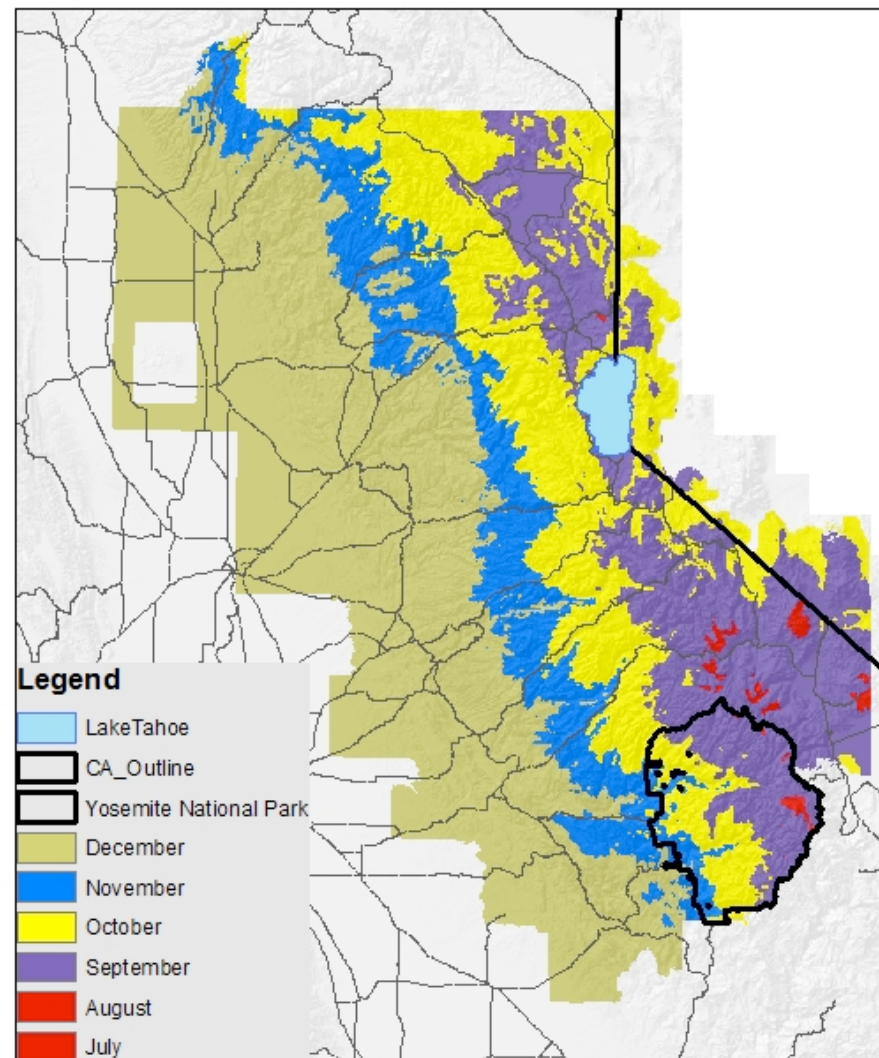 Legend
LakeTahoe
CA_Outline
Yosemite National Park
December
November
October
September
August
July